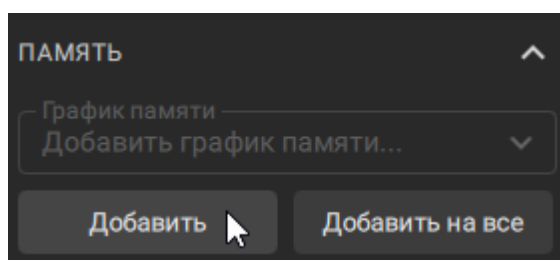 ПАМЯТЬ
График памяти
Добавить график памяти...
Добавить
Добавить на все